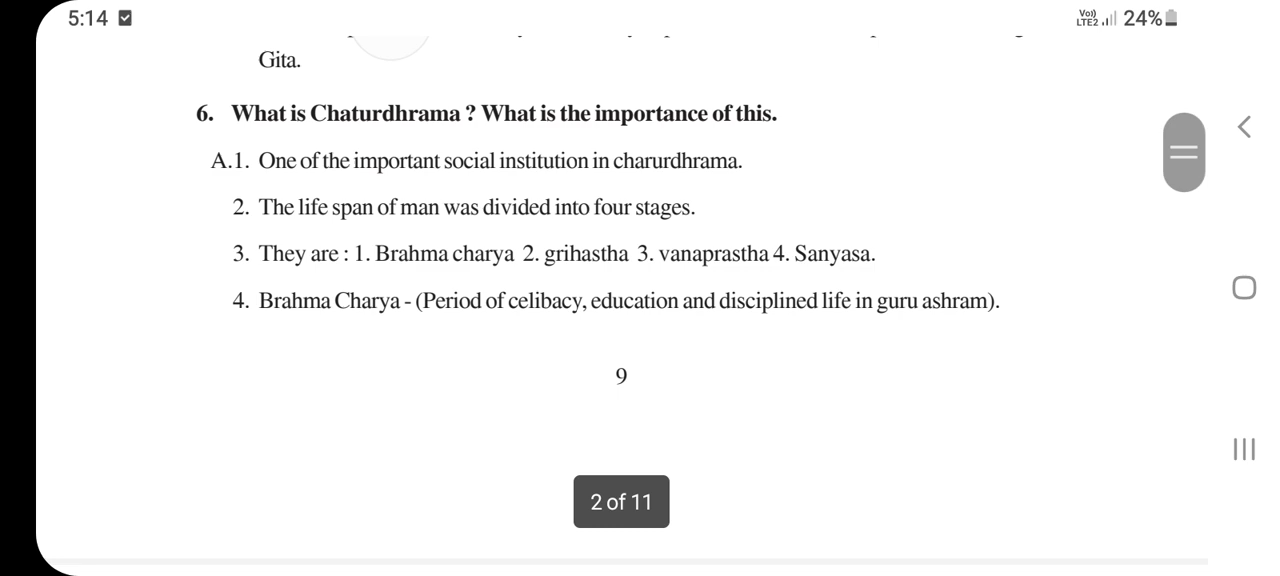 5:14
Vo)) LTE2 24%
Gita.
6. What is Chaturdhrama ? What is the importance of this.
A.1. One of the important social institution in charurdhrama.
2. The life span of man was divided into four stages.
3. They are : 1. Brahma charya 2. grihastha 3. vanaprastha 4. Sanyasa.
4. Brahma Charya - (Period of celibacy, education and disciplined life in guru ashram).
9
2 of 11